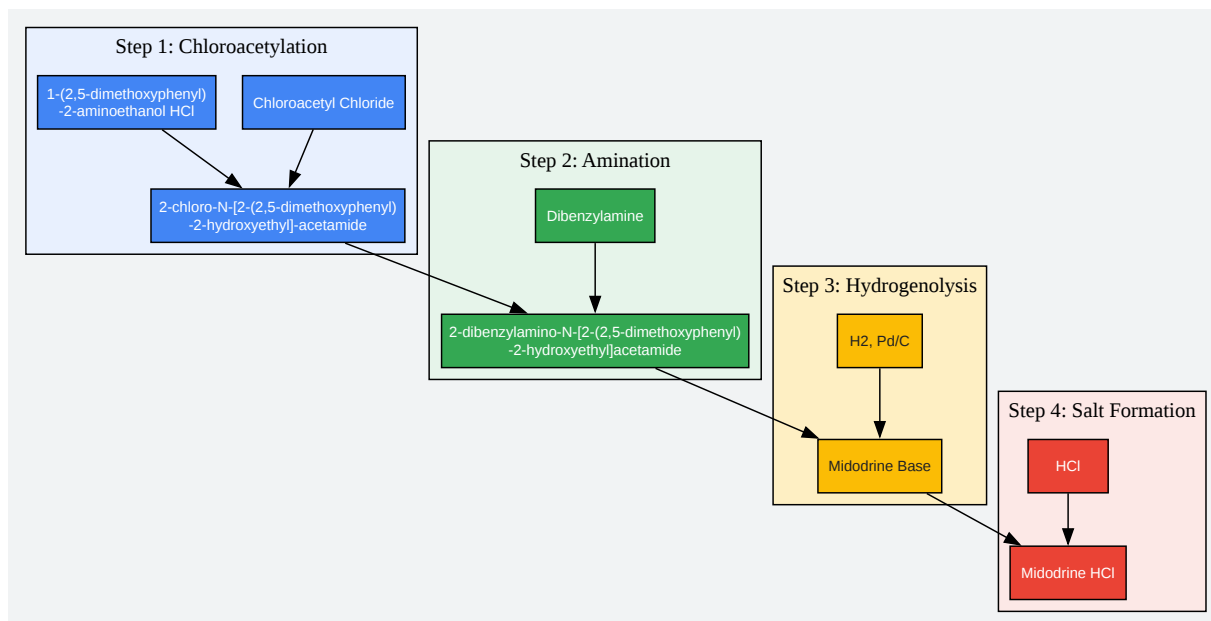 Step 1: Chloroacetylation
1-(2,5-dimethoxyphenyl)
-2-aminoethanol HCl
Chloroacetyl Chloride
2-chloro-N-[2-(2,5-dimethoxyphenyl)
-2-hydroxyethyl]-acetamide
Step 2: Amination
Dibenzylamine
2-dibenzylamino-N-[2-(2,5-dimethoxyphenyl)
-2-hydroxyethyl]acetamide
Step 3: Hydrogenolysis
H2, Pd/C
Midodrine Base
Step 4: Salt Formation
HCl
Midodrine HCl